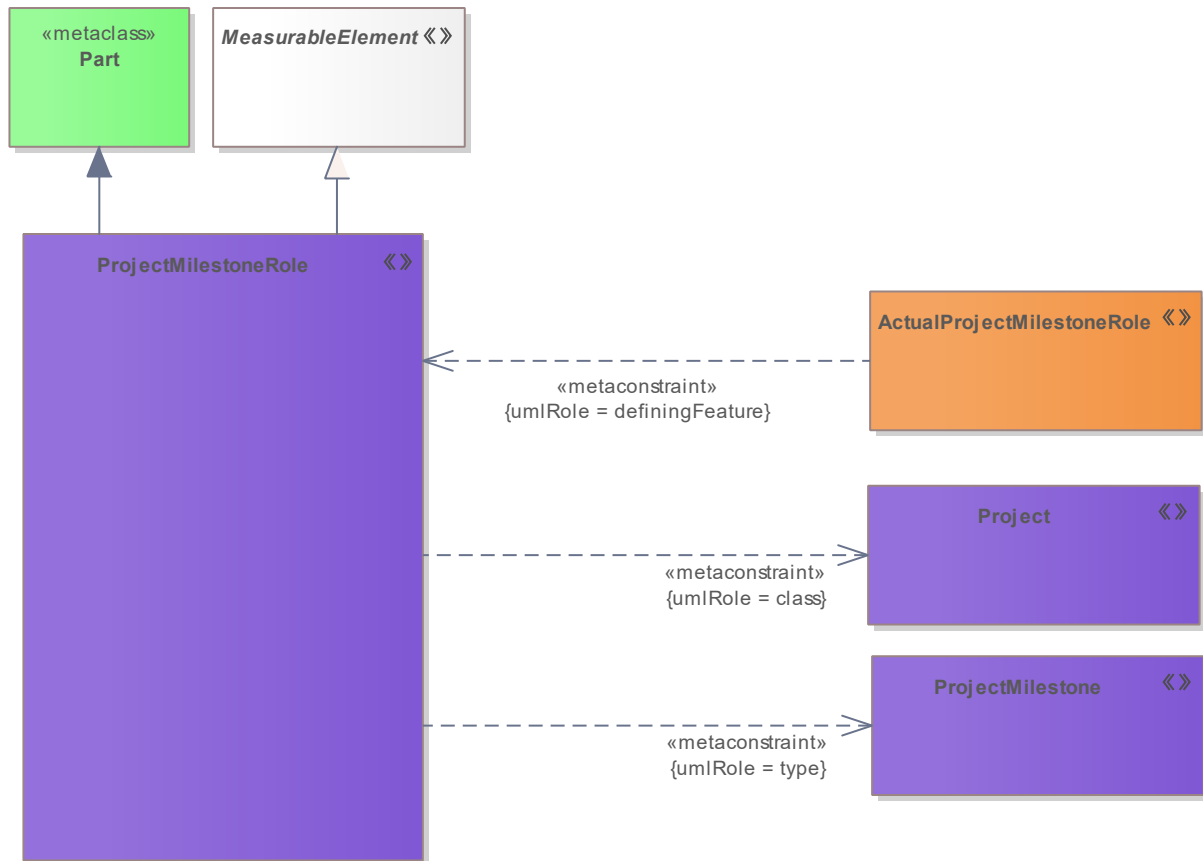 «metaclass»
Part
MeasurableElement «»
ProjectMilestoneRole «»
ActualProjectMilestoneRole «»
«metaconstraint»
{umlRole = definingFeature}
Project «»
«metaconstraint»
{umlRole = class}
ProjectMilestone «»
«metaconstraint»
{umlRole = type}